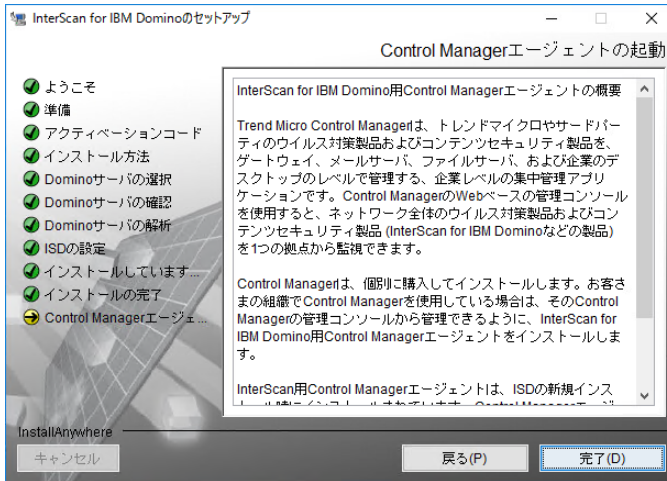 InterScan for IBM Dominoのセットアップ
Control Managerエージェントの起動
ようこそ
準備
アクティベーションコード
インストール方法
Dominoサーバの選択
Dominoサーバの確認
Dominoサーバの解析
ISDの設定
インストールしています...
インストールの完了
Control Managerエージェ...
InterScan for IBM Domino用Control Managerエージェントの概要
Trend Micro Control Managerは、トレンドマイクロやサードパー
ティのウイルス対策製品およびコンテンツセキュリティ製品を、
ゲートウェイ、メールサーバ、ファイルサーバ、および企業のデ
スクトップのレベルで管理する、企業レベルの集中管理アプリ
ケーションです。Control ManagerのWebベースの管理コンソール
を使用すると、ネットワーク全体のウイルス対策製品およびコン
テンツセキュリティ製品 (InterScan for IBM Dominoなどの製品)
を1つの拠点から監視できます。
Control Managerは、個別に購入してインストールします。お客さ
まの組織でControl Managerを使用している場合は、そのControl
Managerの管理コンソールから管理できるように、InterScan for
IBM Domino用Control Managerエージェントをインストールしま
す。
InterScan用Control Managerエージェントは、ISDの新規インス
InstallAnywhere
キャンセル
戻る(P)
完了(D)